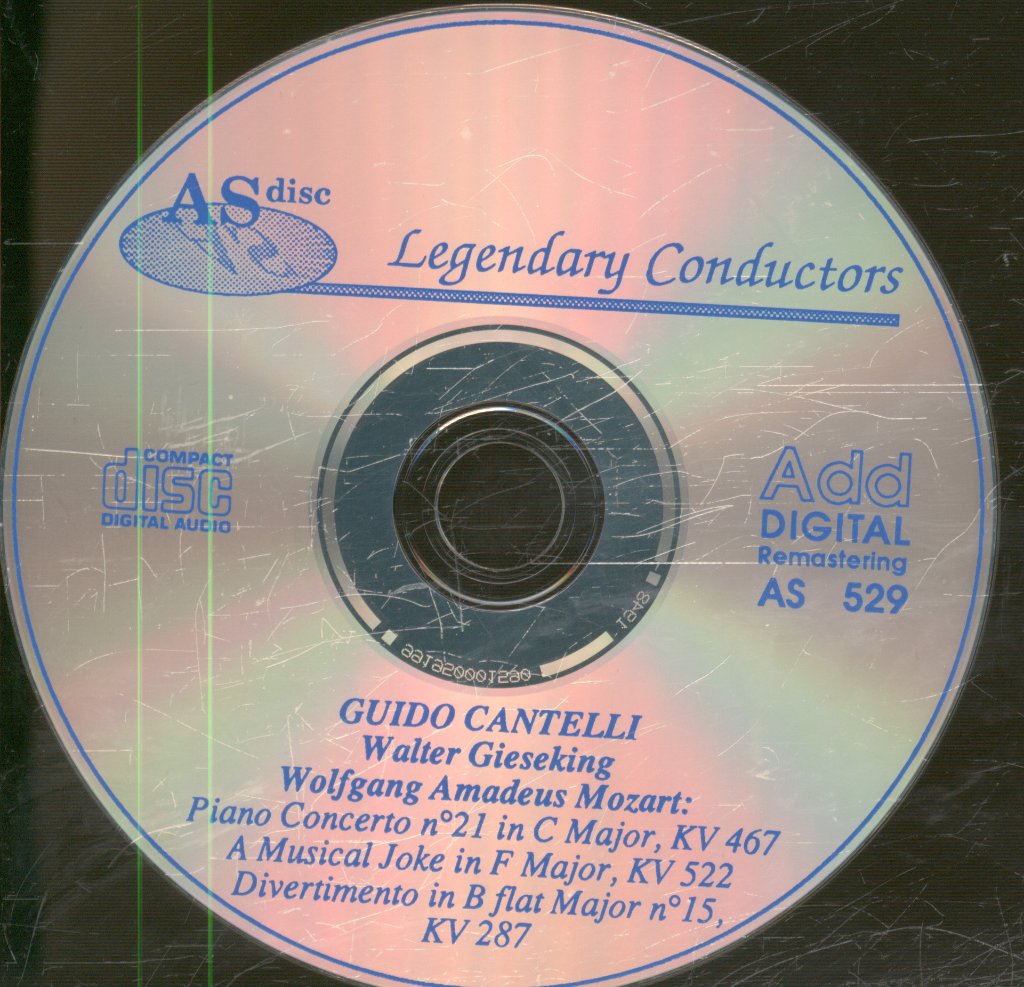 AS disc
Legendary Conductors
COMPACT
disc
DIGITAL AUDIO
Add
DIGITAL
Remastering
AS 529
GUIDO CANTELLI
Walter Gieseking
Wolfgang Amadeus Mozart:
Piano Concerto n°21 in C Major, KV 467
A Musical Joke in F Major, KV 522
Divertimento in B flat Major n°15,
KV 287